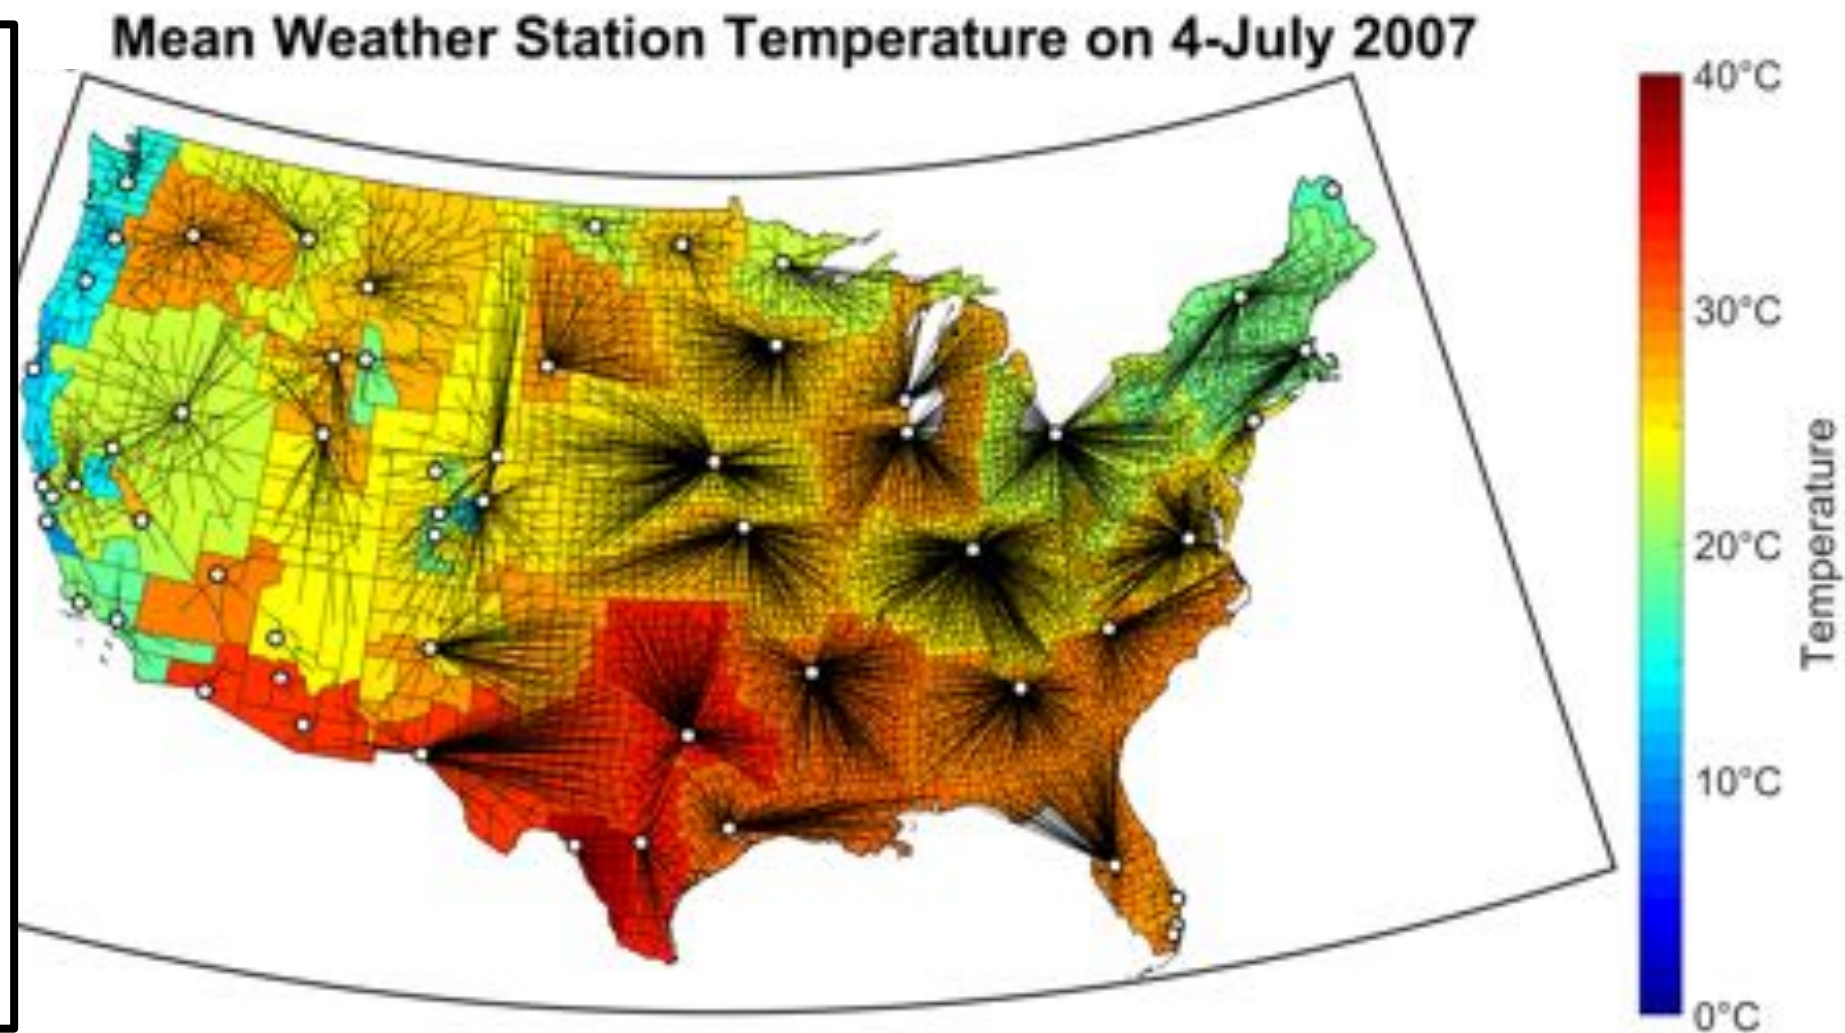 Mean Weather Station Temperature on 4-July 2007
40°C
30°C
20°C
10°C
0°C
Temperature